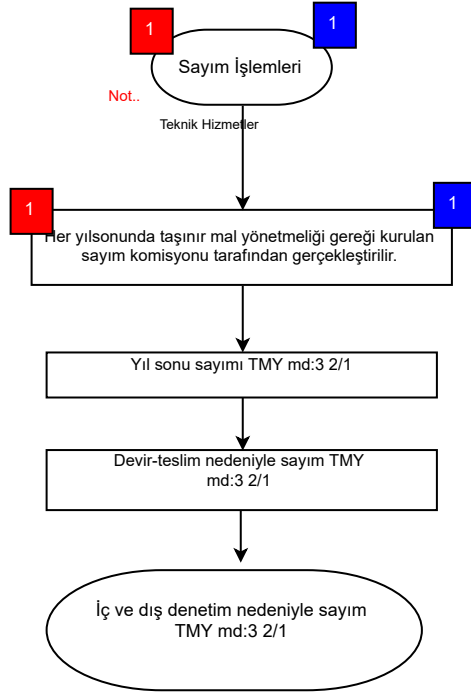 1
1
Sayım İşlemleri
Not..
Teknik Hizmetler
1
1
Her yılsonunda taşınır mal yönetmeliği gereği kurulan
sayım komisyonu tarafından gerçekleştirilir.
Yıl sonu sayımı TMY md:3 2/1
Devir-teslim nedeniyle sayım TMY
md:3 2/1
İç ve dış denetim nedeniyle sayım
TMY md:3 2/1